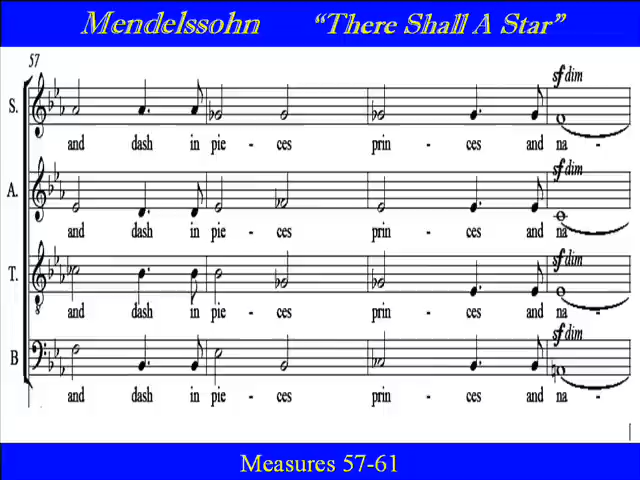 Mendelssohn “There Shall A Star”
57
sf dim
S.
and dash in pie - ces prin - ces and na -
sf dim
A.
and dash in pie - ces prin - ces and na
sf dim
T.
and dash in pie - ces prin - ces and na -
sf dim
B
and dash in pie - ces prin - ces and na -
Measures 57-61